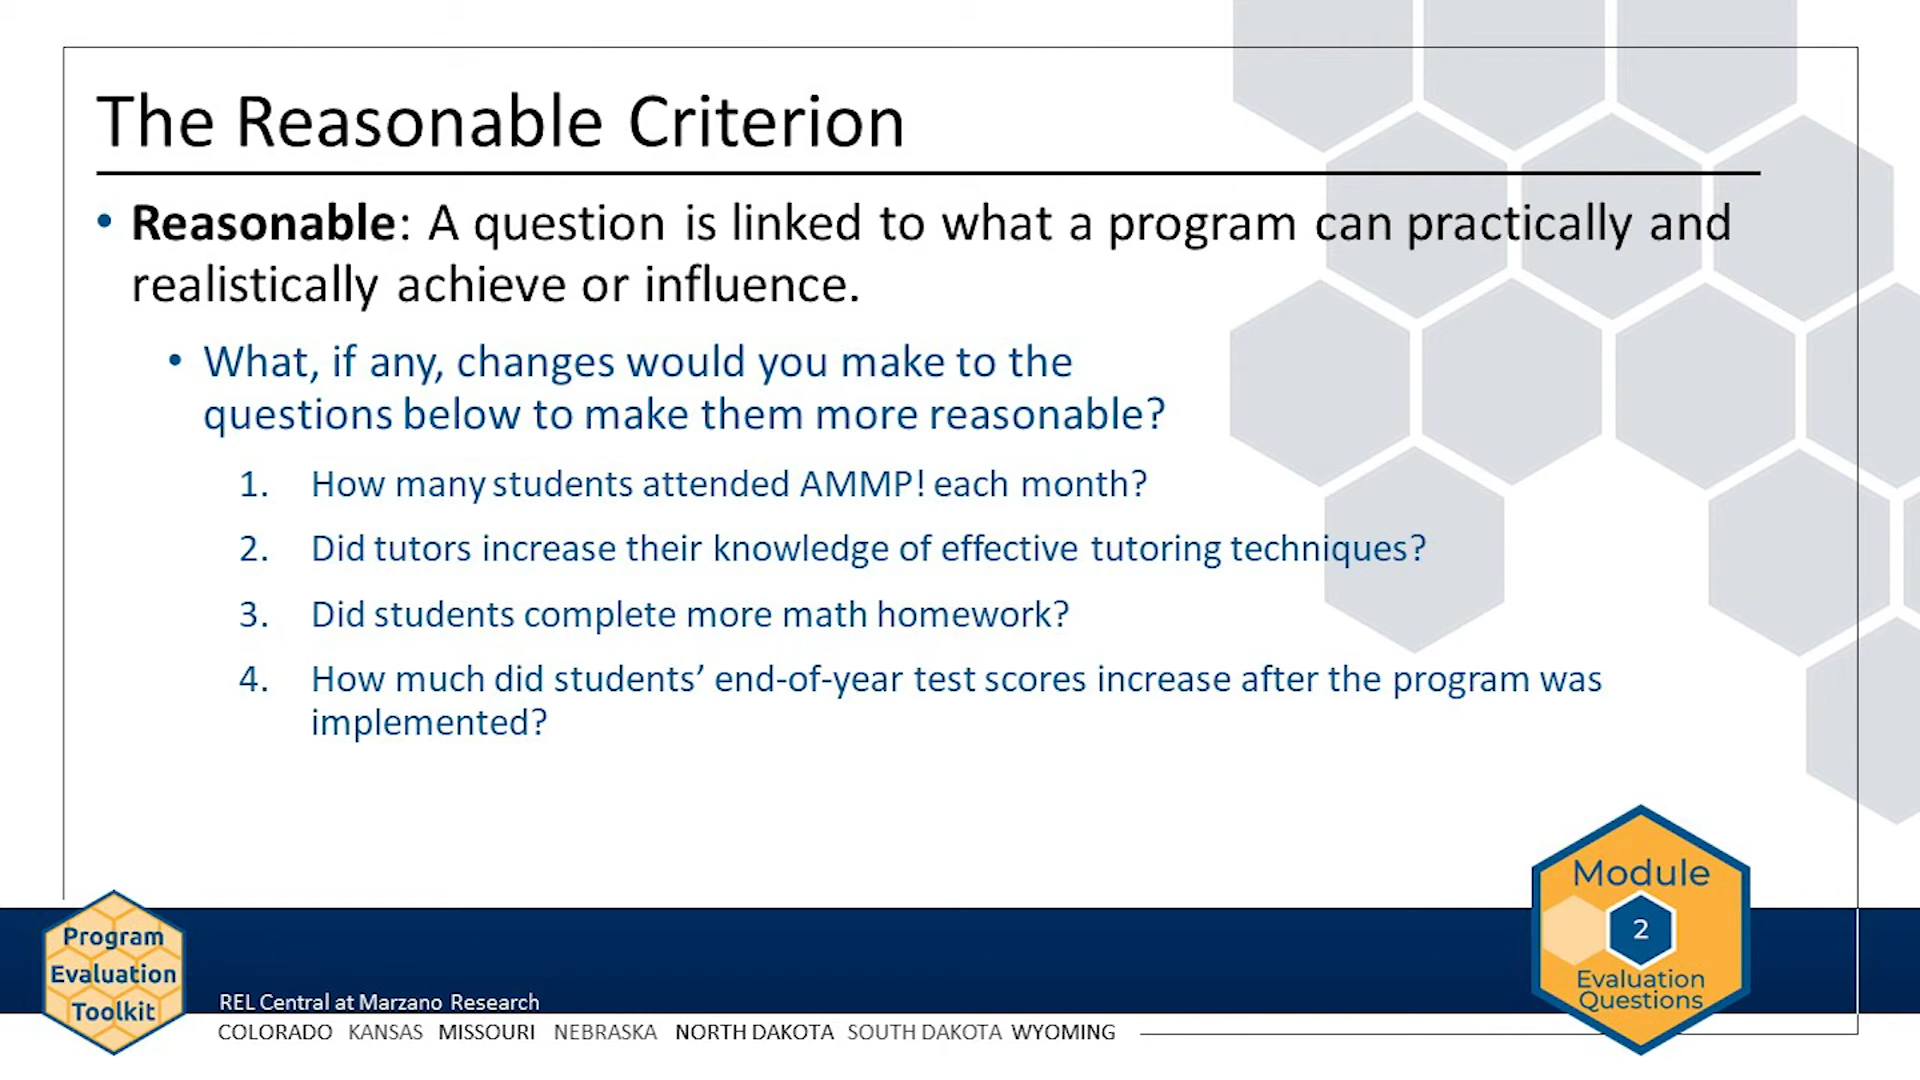 The Reasonable Criterion
• Reasonable: A question is linked to what a program can practically and
realistically achieve or influence.
• What, if any, changes would you make to the
questions below to make them more reasonable?
1. How many students attended AMMP! each month?
2. Did tutors increase their knowledge of effective tutoring techniques?
3. Did students complete more math homework?
4. How much did students’ end-of-year test scores increase after the program was
implemented?
Program
Evaluation
Toolkit
REL Central at Marzano Research
COLORADO KANSAS MISSOURI NEBRASKA NORTH DAKOTA SOUTH DAKOTA WYOMING
Module
2
Evaluation
Questions